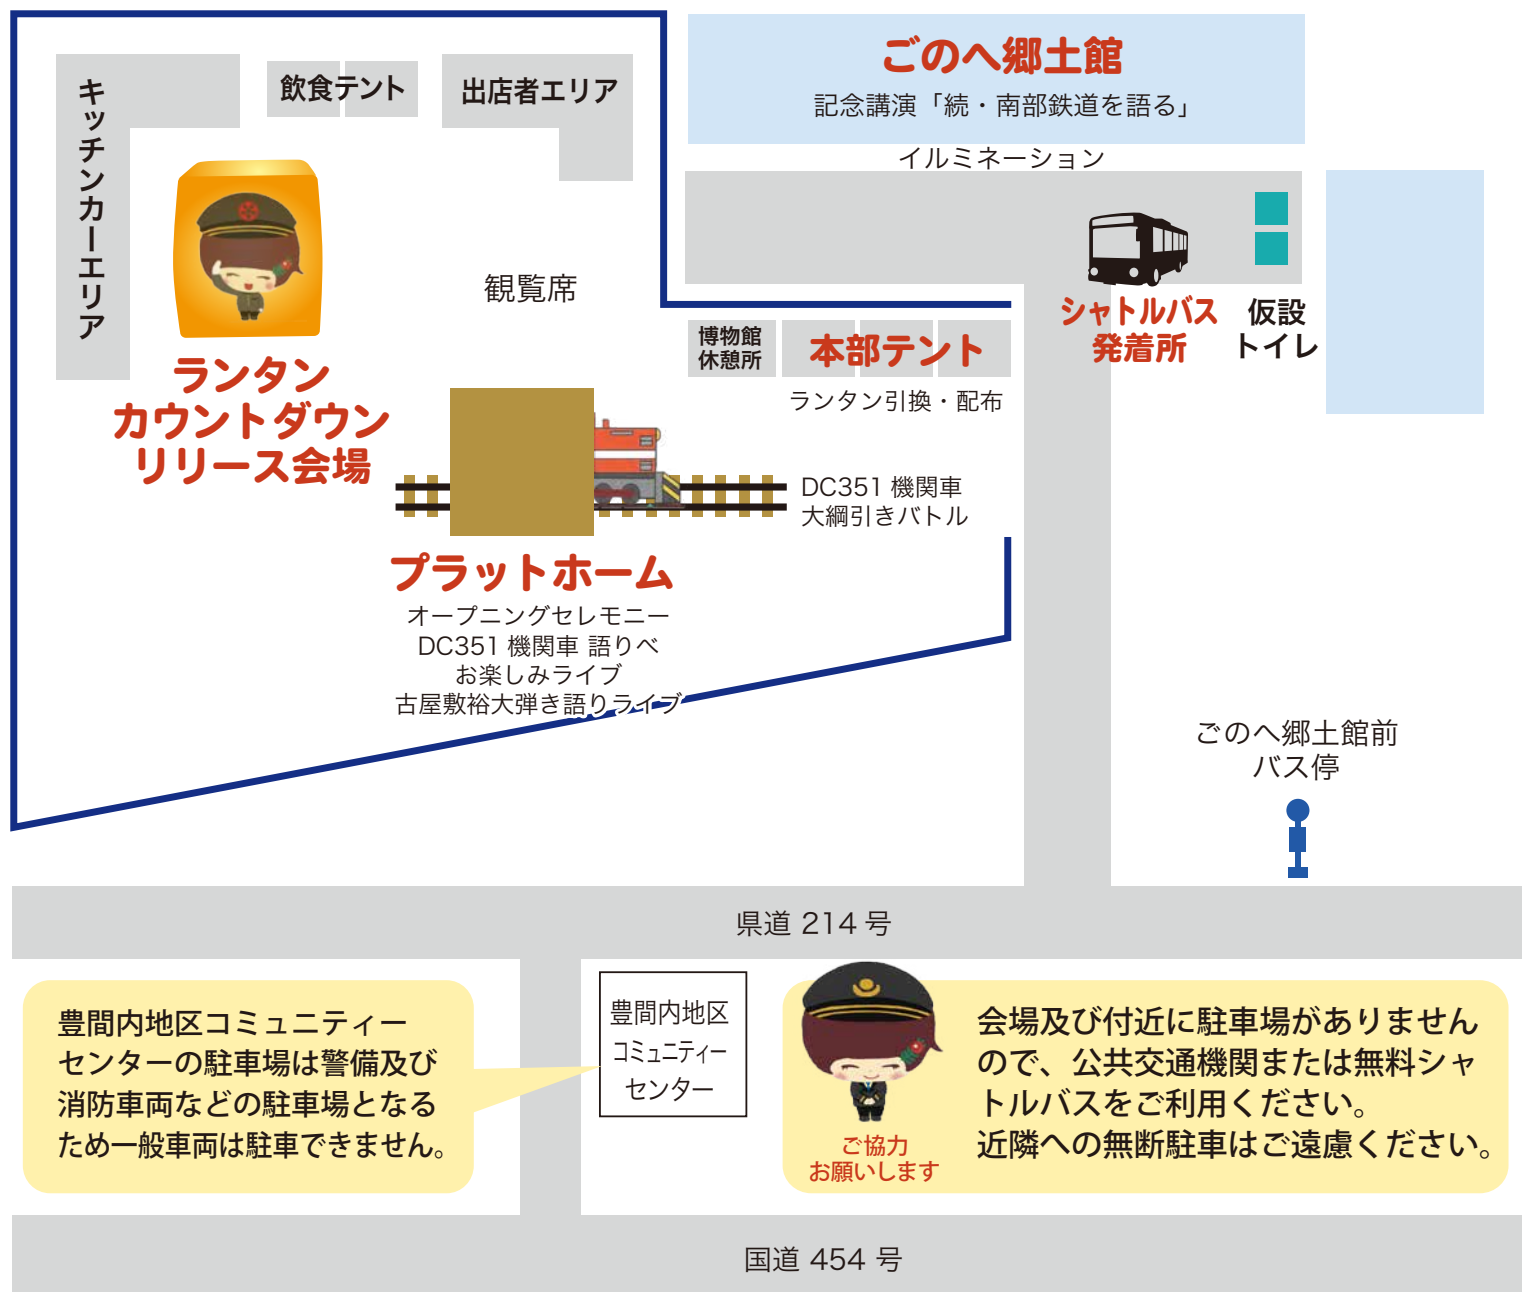 キッチンカーエリア
飲食テント
出店者エリア
ごのへ郷土館
記念講演「続・南部鉄道を語る」
イルミネーション
観覧席
シャトルバス
発着所
仮設
トイレ
博物館
休憩所
本部テント
ランタン引換・配布
ランタン
カウントダウン
リリース会場
DC351 機関車
大綱引きバトル
プラットホーム
オープニングセレモニー
DC351 機関車 語りべ
お楽しみライブ
古屋敷裕大弾き語りライブ
ごのへ郷土館前
バス停
県道 214 号
豊間内地区コミュニティー
センターの駐車場は警備及び
消防車両などの駐車場となる
ため一般車両は駐車できません。
豊間内地区
コミュニティー
センター
ご協力
お願いします
会場及び付近に駐車場がありません
ので、公共交通機関または無料シャ
トルバスをご利用ください。
近隣への無断駐車はご遠慮ください。
国道 454 号